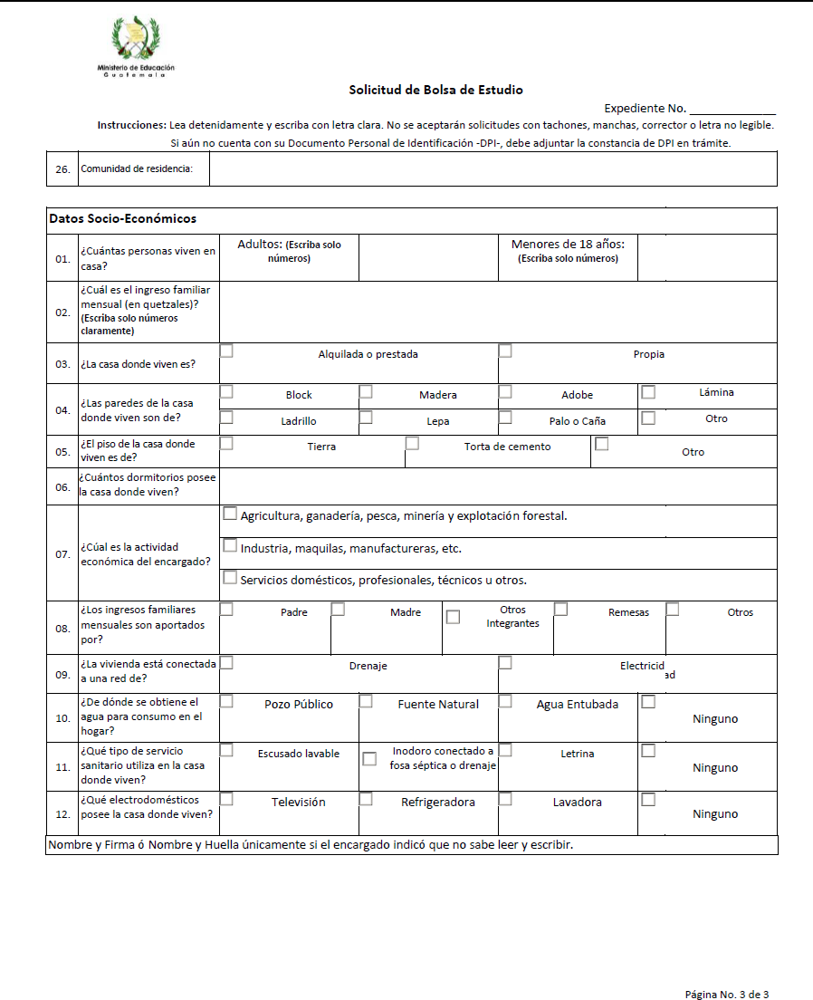 Ministerio de Educación
Guatemala
Solicitud de Bolsa de Estudio
Expediente No. ______________
Instrucciones: Lea detenidamente y escriba con letra clara. No se aceptarán solicitudes con tachones, manchas, corrector o letra no legible.
Si aún no cuenta con su Documento Personal de Identificación -DPI-, debe adjuntar la constancia de DPI en trámite.
26. Comunidad de residencia:
Datos Socio-Económicos
01. ¿Cuántas personas viven en
casa?
Adultos: (Escriba solo
números)
Menores de 18 años:
(Escriba solo números)
02. ¿Cuál es el ingreso familiar
mensual (en quetzales)?
(Escriba solo números
claramente)
03. ¿La casa donde viven es?
Alquilada o prestada
Propia
04. ¿Las paredes de la casa
donde viven son de?
Block Madera Adobe Lámina
Ladrillo Lepa Palo o Caña Otro
05. ¿El piso de la casa donde
viven es de?
Tierra Torta de cemento Otro
06. ¿Cuántos dormitorios posee
la casa donde viven?
07. ¿Cúal es la actividad
económica del encargado?
Agricultura, ganadería, pesca, minería y explotación forestal.
Industria, maquilas, manufactureras, etc.
Servicios domésticos, profesionales, técnicos u otros.
08. ¿Los ingresos familiares
mensuales son aportados
por?
Padre Madre Otros
Integrantes
Remesas Otros
09. ¿La vivienda está conectada
a una red de?
Drenaje Electricid
ad
10. ¿De dónde se obtiene el
agua para consumo en el
hogar?
Pozo Público Fuente Natural Agua Entubada Ninguno
11. ¿Qué tipo de servicio
sanitario utiliza en la casa
donde viven?
Escusado lavable
Inodoro conectado a
fosa séptica o drenaje
Letrina Ninguno
12. ¿Qué electrodomésticos
posee la casa donde viven?
Televisión Refrigeradora Lavadora Ninguno
Nombre y Firma ó Nombre y Huella únicamente si el encargado indicó que no sabe leer y escribir.
Página No. 3 de 3